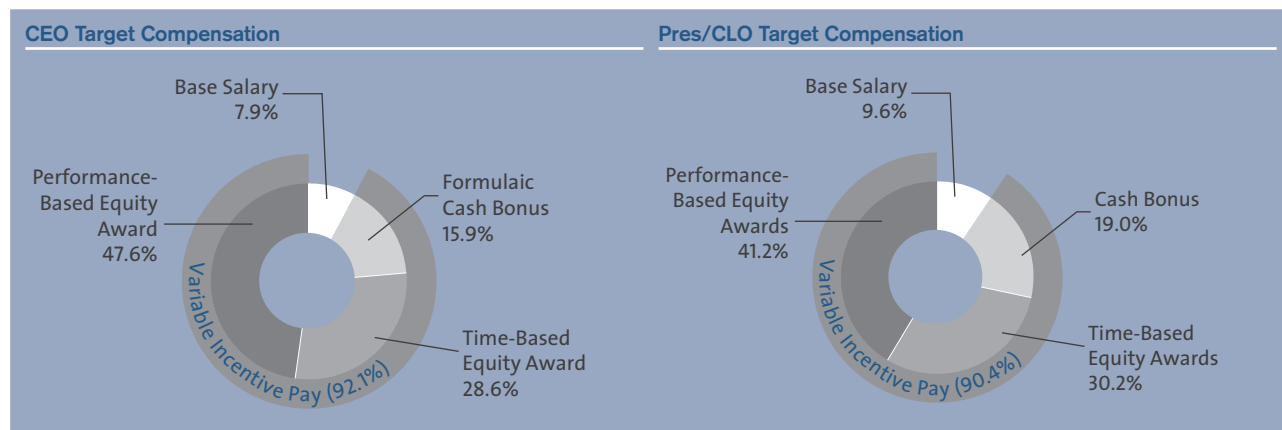 CEO Target Compensation
Base Salary
7.9%
Formulaic
Cash Bonus
15.9%
Performance-
Based Equity
Award
47.6%
Time-Based
Equity Award
28.6%
Variable Incentive Pay (92.1%)
Pres/CLO Target Compensation
Base Salary
9.6%
Cash Bonus
19.0%
Performance-
Based Equity
Awards
41.2%
Time-Based
Equity Awards
30.2%
Variable Incentive Pay (90.4%)